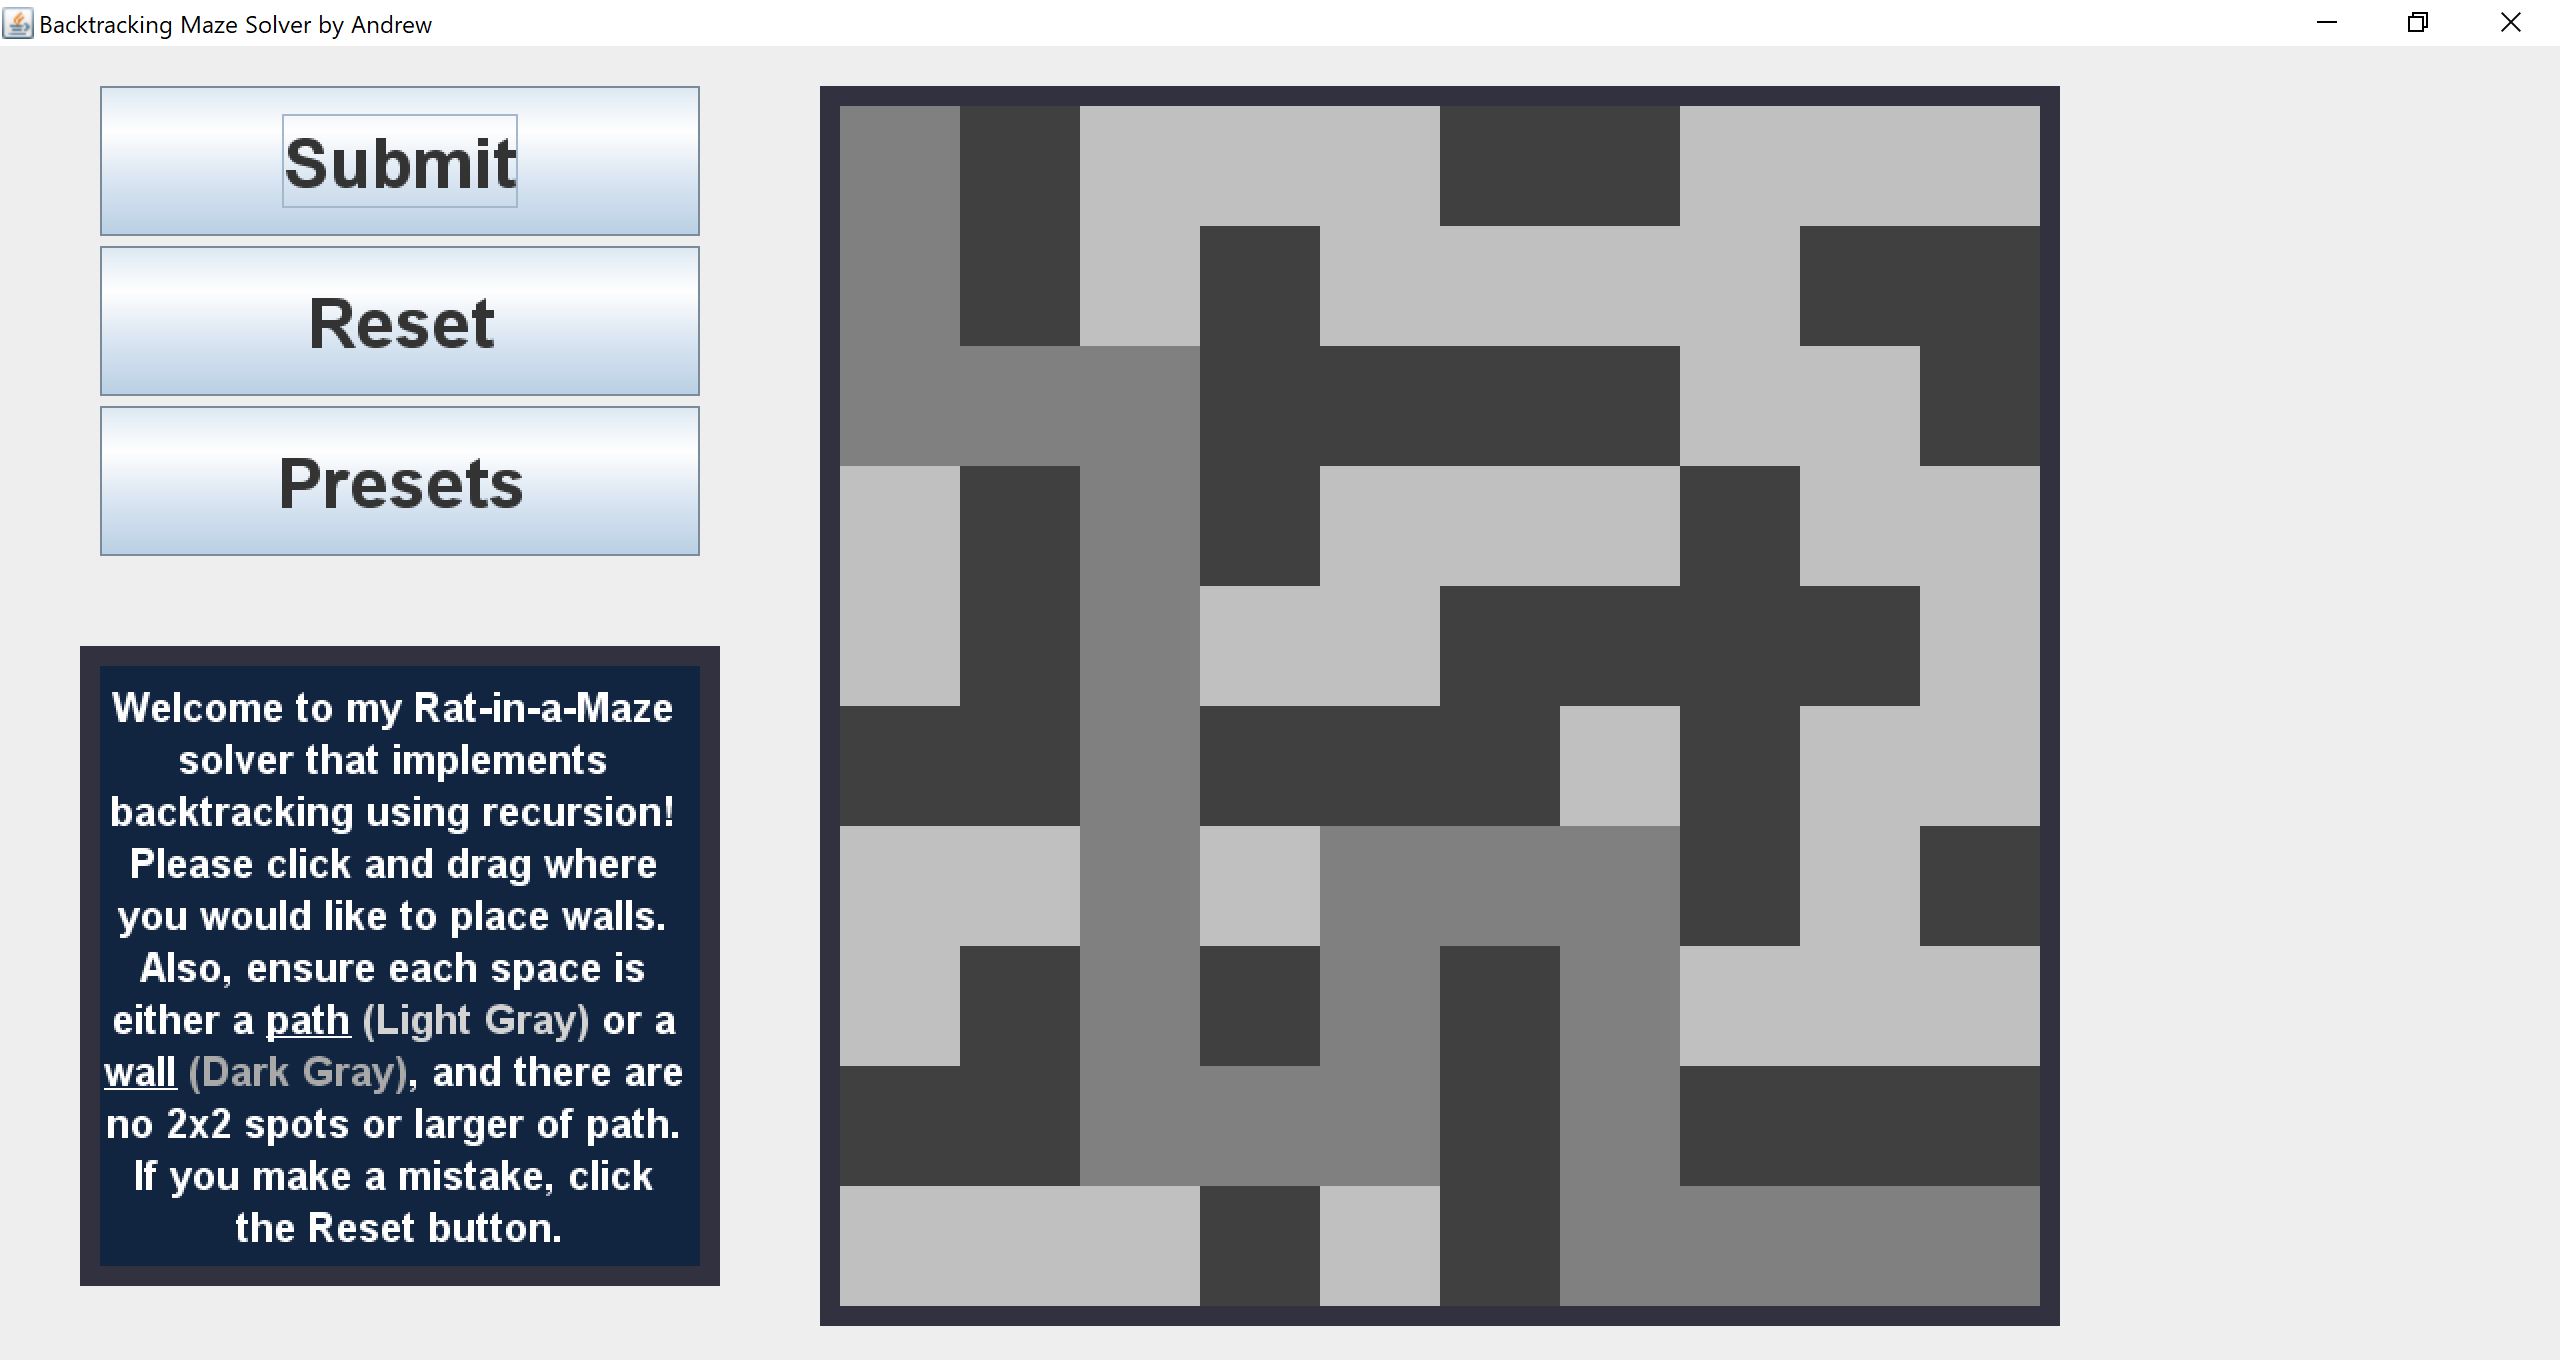 Backtracking Maze Solver by Andrew
Submit
Reset
Presets
Welcome to my Rat-in-a-Maze
solver that implements
backtracking using recursion!
Please click and drag where
you would like to place walls.
Also, ensure each space is
either a path (Light Gray) or a
wall (Dark Gray), and there are
no 2x2 spots or larger of path.
If you make a mistake, click
the Reset button.